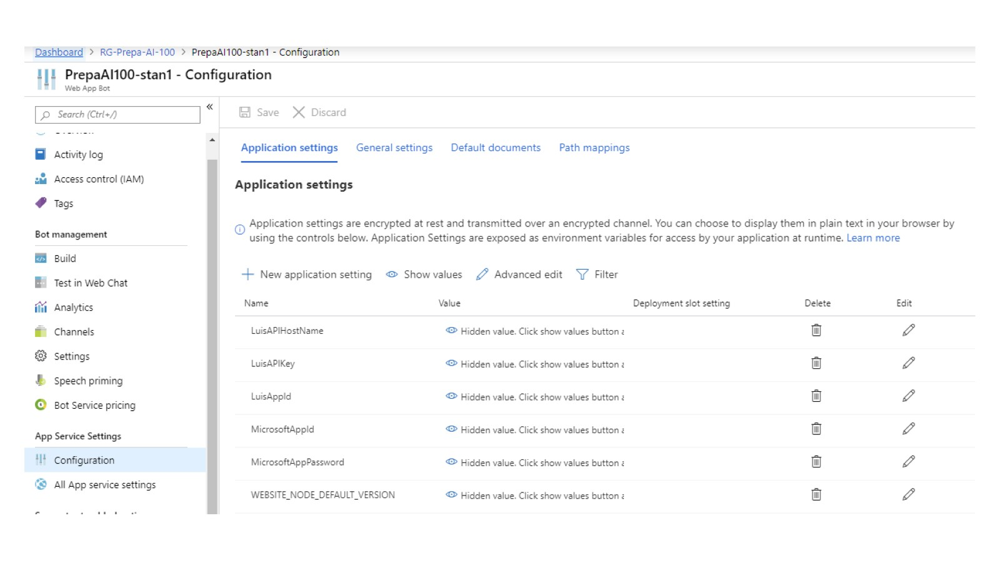 Dashboard > RG-Prepa-AI-100 > PrepaAI100-stan1 - Configuration
PrepaAI100-stan1 - Configuration
Web App Bot
Search (Ctrl+/)
«
Activity log
Access control (IAM)
Tags
Bot management
Build
Test in Web Chat
Analytics
Channels
Settings
Speech priming
Bot Service pricing
App Service Settings
Configuration
All App service settings
Save Discard
Application settings General settings Default documents Path mappings
Application settings
Application settings are encrypted at rest and transmitted over an encrypted channel. You can choose to display them in plain text in your browser by
using the controls below. Application Settings are exposed as environment variables for access by your application at runtime. Learn more
New application setting Show values Advanced edit Filter
Name Value Deployment slot setting Delete Edit
LuisAPIHostName Hidden value. Click show values button
LuisAPIKey Hidden value. Click show values button
LuisAppId Hidden value. Click show values button
MicrosoftAppId Hidden value. Click show values button
MicrosoftAppPassword Hidden value. Click show values button
WEBSITE_NODE_DEFAULT_VERSION Hidden value. Click show values button